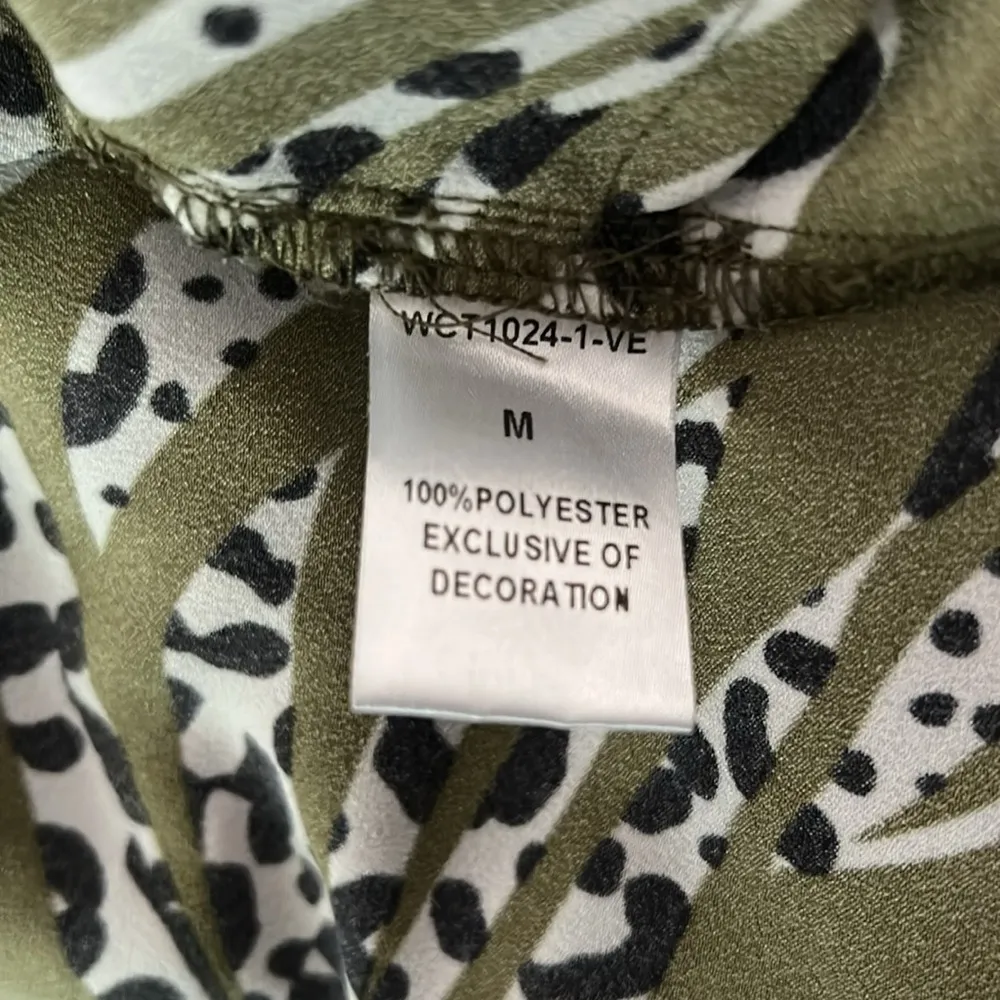 WCT1024-1-VE
M
100%POLYESTER
EXCLUSIVE OF
DECORATION